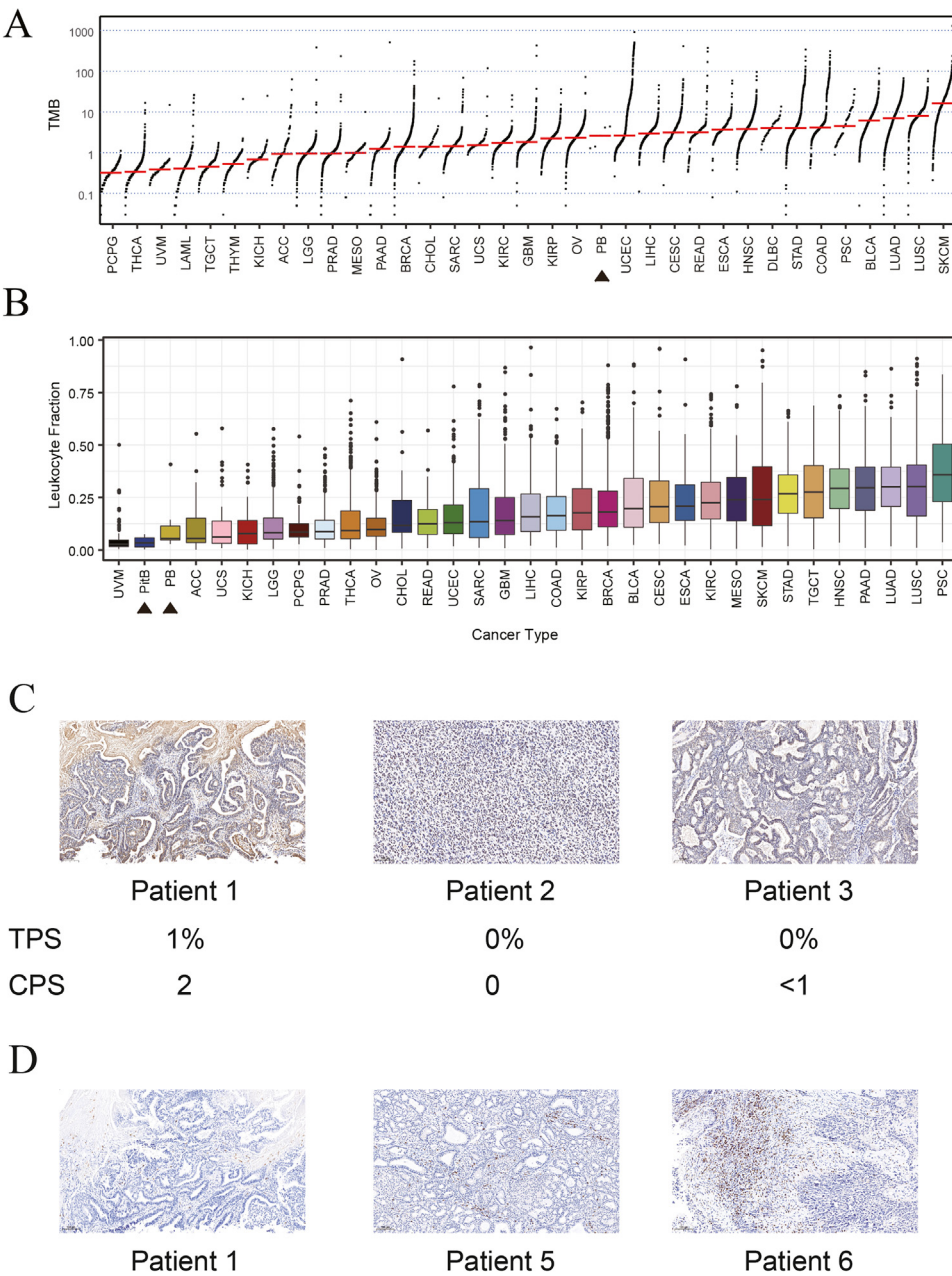 A
1000
100
10
1
0.1
TMB
PCPG THCA UVM LAML TGCT THYM KICH ACC LGG PRAD MESO PAAD BRCA CHOL SARC UCS KIRC GBM KIRP OV PB UCEC LIHC CESC READ ESCA HNSC DLBC STAD COAD PSC BLCA LUAD LUSC SKCM
B
1.00
0.75
0.50
0.25
0.00
Leukocyte Fraction
UVM PitB PB ACC UCS KICH LGG PCPG PRAD THCA OV CHOL READ UCEC SARC GBM LIHC COAD KIRP BRCA BLCA CESC ESCA KIRC MESO SKCM STAD TGCT HNSC PAAD LUAD LUSC PSC
Cancer Type
C
Patient 1 Patient 2 Patient 3
TPS 1% 0% 0%
CPS 2 0 <1
D
Patient 1 Patient 5 Patient 6